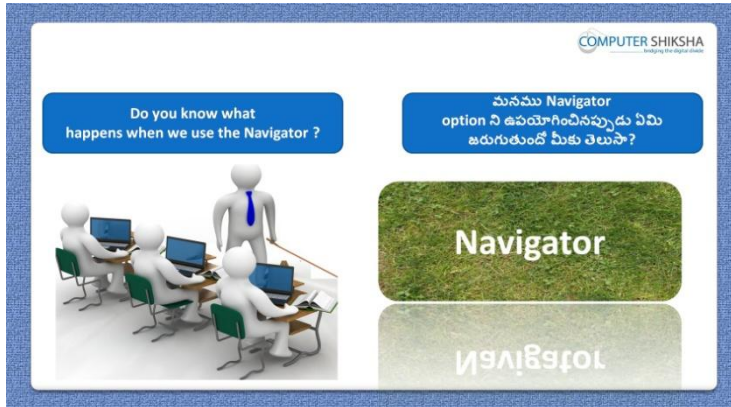 COMPUTER SHIKSHA
bridging the digital divide
Do you know what
happens when we use the Navigator ?
మనము Navigator
option ని ఉపయోగించినప్పుడు ఏమి
జరుగుతుందో మీకు తెలుసా?
Navigator